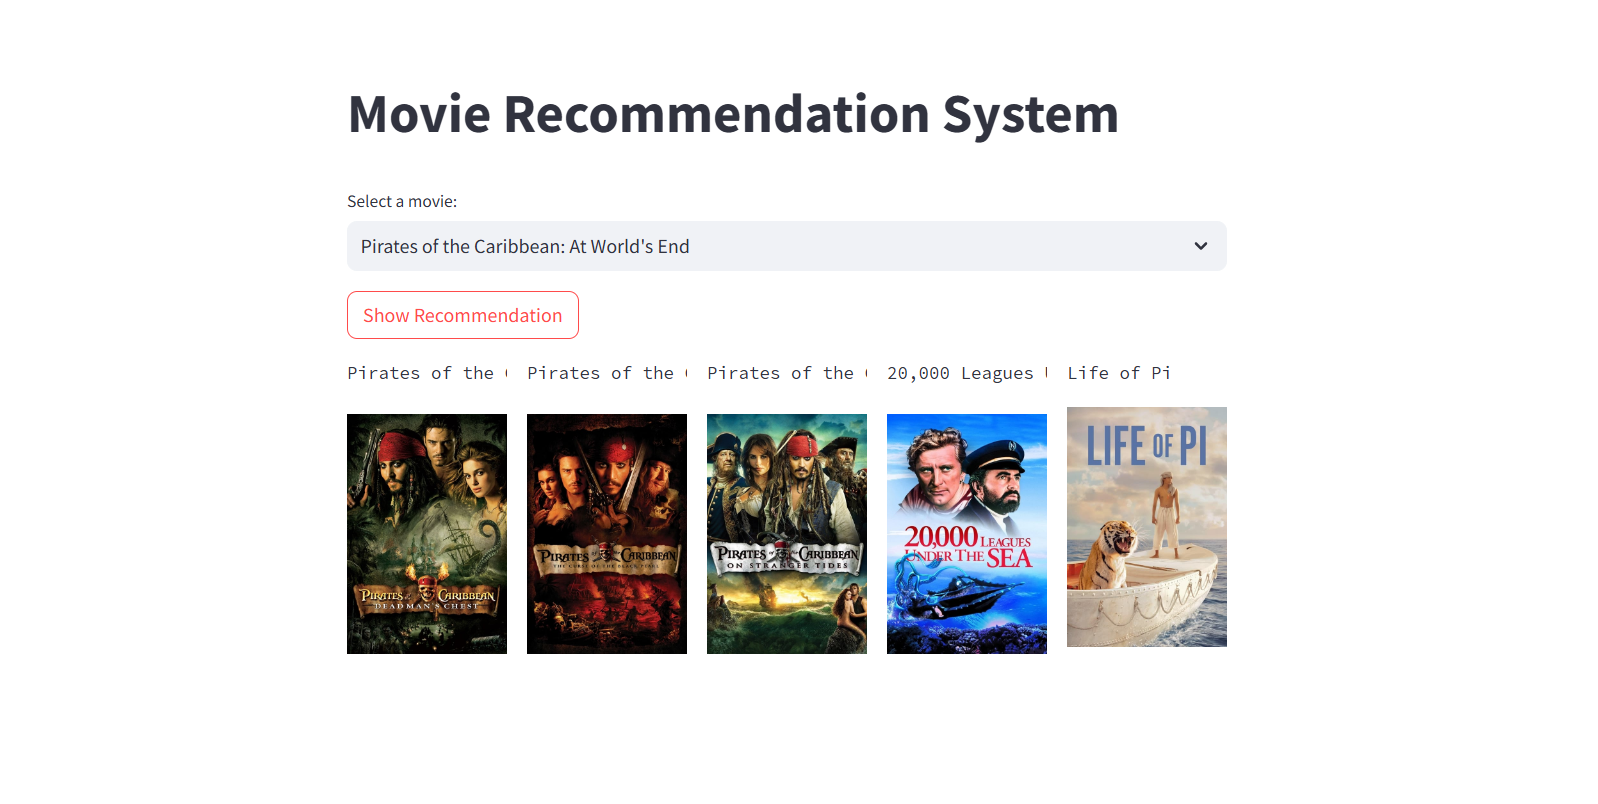 Movie Recommendation System
Select a movie:
Pirates of the Caribbean: At World's End
Show Recommendation
Pirates of the
Pirates of the
Pirates of the
20,000 Leagues
Life of Pi
PIRATES of the CARIBBEAN
DEAD MAN'S CHEST
PIRATES of the CARIBBEAN
THE CURSE OF THE BLACK PEARL
PIRATES of the CARIBBEAN
ON STRANGER TIDES
20,000 LEAGUES
UNDER THE SEA
LIFE OF PI